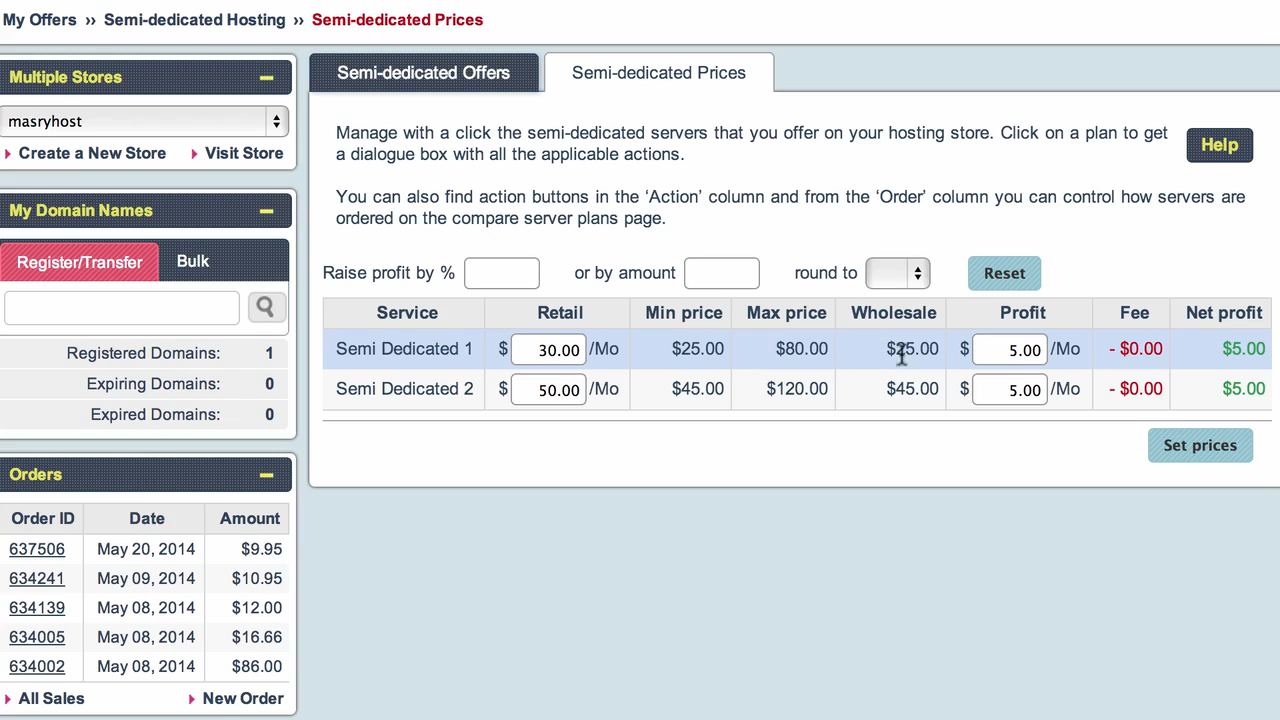 My Offers ›› Semi-dedicated Hosting ›› Semi-dedicated Prices
Multiple Stores
masryhost
Create a New Store Visit Store
My Domain Names
Register/Transfer Bulk
Registered Domains: 1
Expiring Domains: 0
Expired Domains: 0
Orders
Order ID Date Amount
637506 May 20, 2014 $9.95
634241 May 09, 2014 $10.95
634139 May 08, 2014 $12.00
634005 May 08, 2014 $16.66
634002 May 08, 2014 $86.00
All Sales New Order
Semi-dedicated Offers Semi-dedicated Prices
Manage with a click the semi-dedicated servers that you offer on your hosting store. Click on a plan to get
a dialogue box with all the applicable actions.
Help
You can also find action buttons in the ‘Action’ column and from the ‘Order’ column you can control how servers are
ordered on the compare server plans page.
Raise profit by % or by amount round to Reset
Service Retail Min price Max price Wholesale Profit Fee Net profit
Semi Dedicated 1 $ 30.00 /Mo $25.00 $80.00 $25.00 $ 5.00 /Mo - $0.00 $5.00
Semi Dedicated 2 $ 50.00 /Mo $45.00 $120.00 $45.00 $ 5.00 /Mo - $0.00 $5.00
Set prices